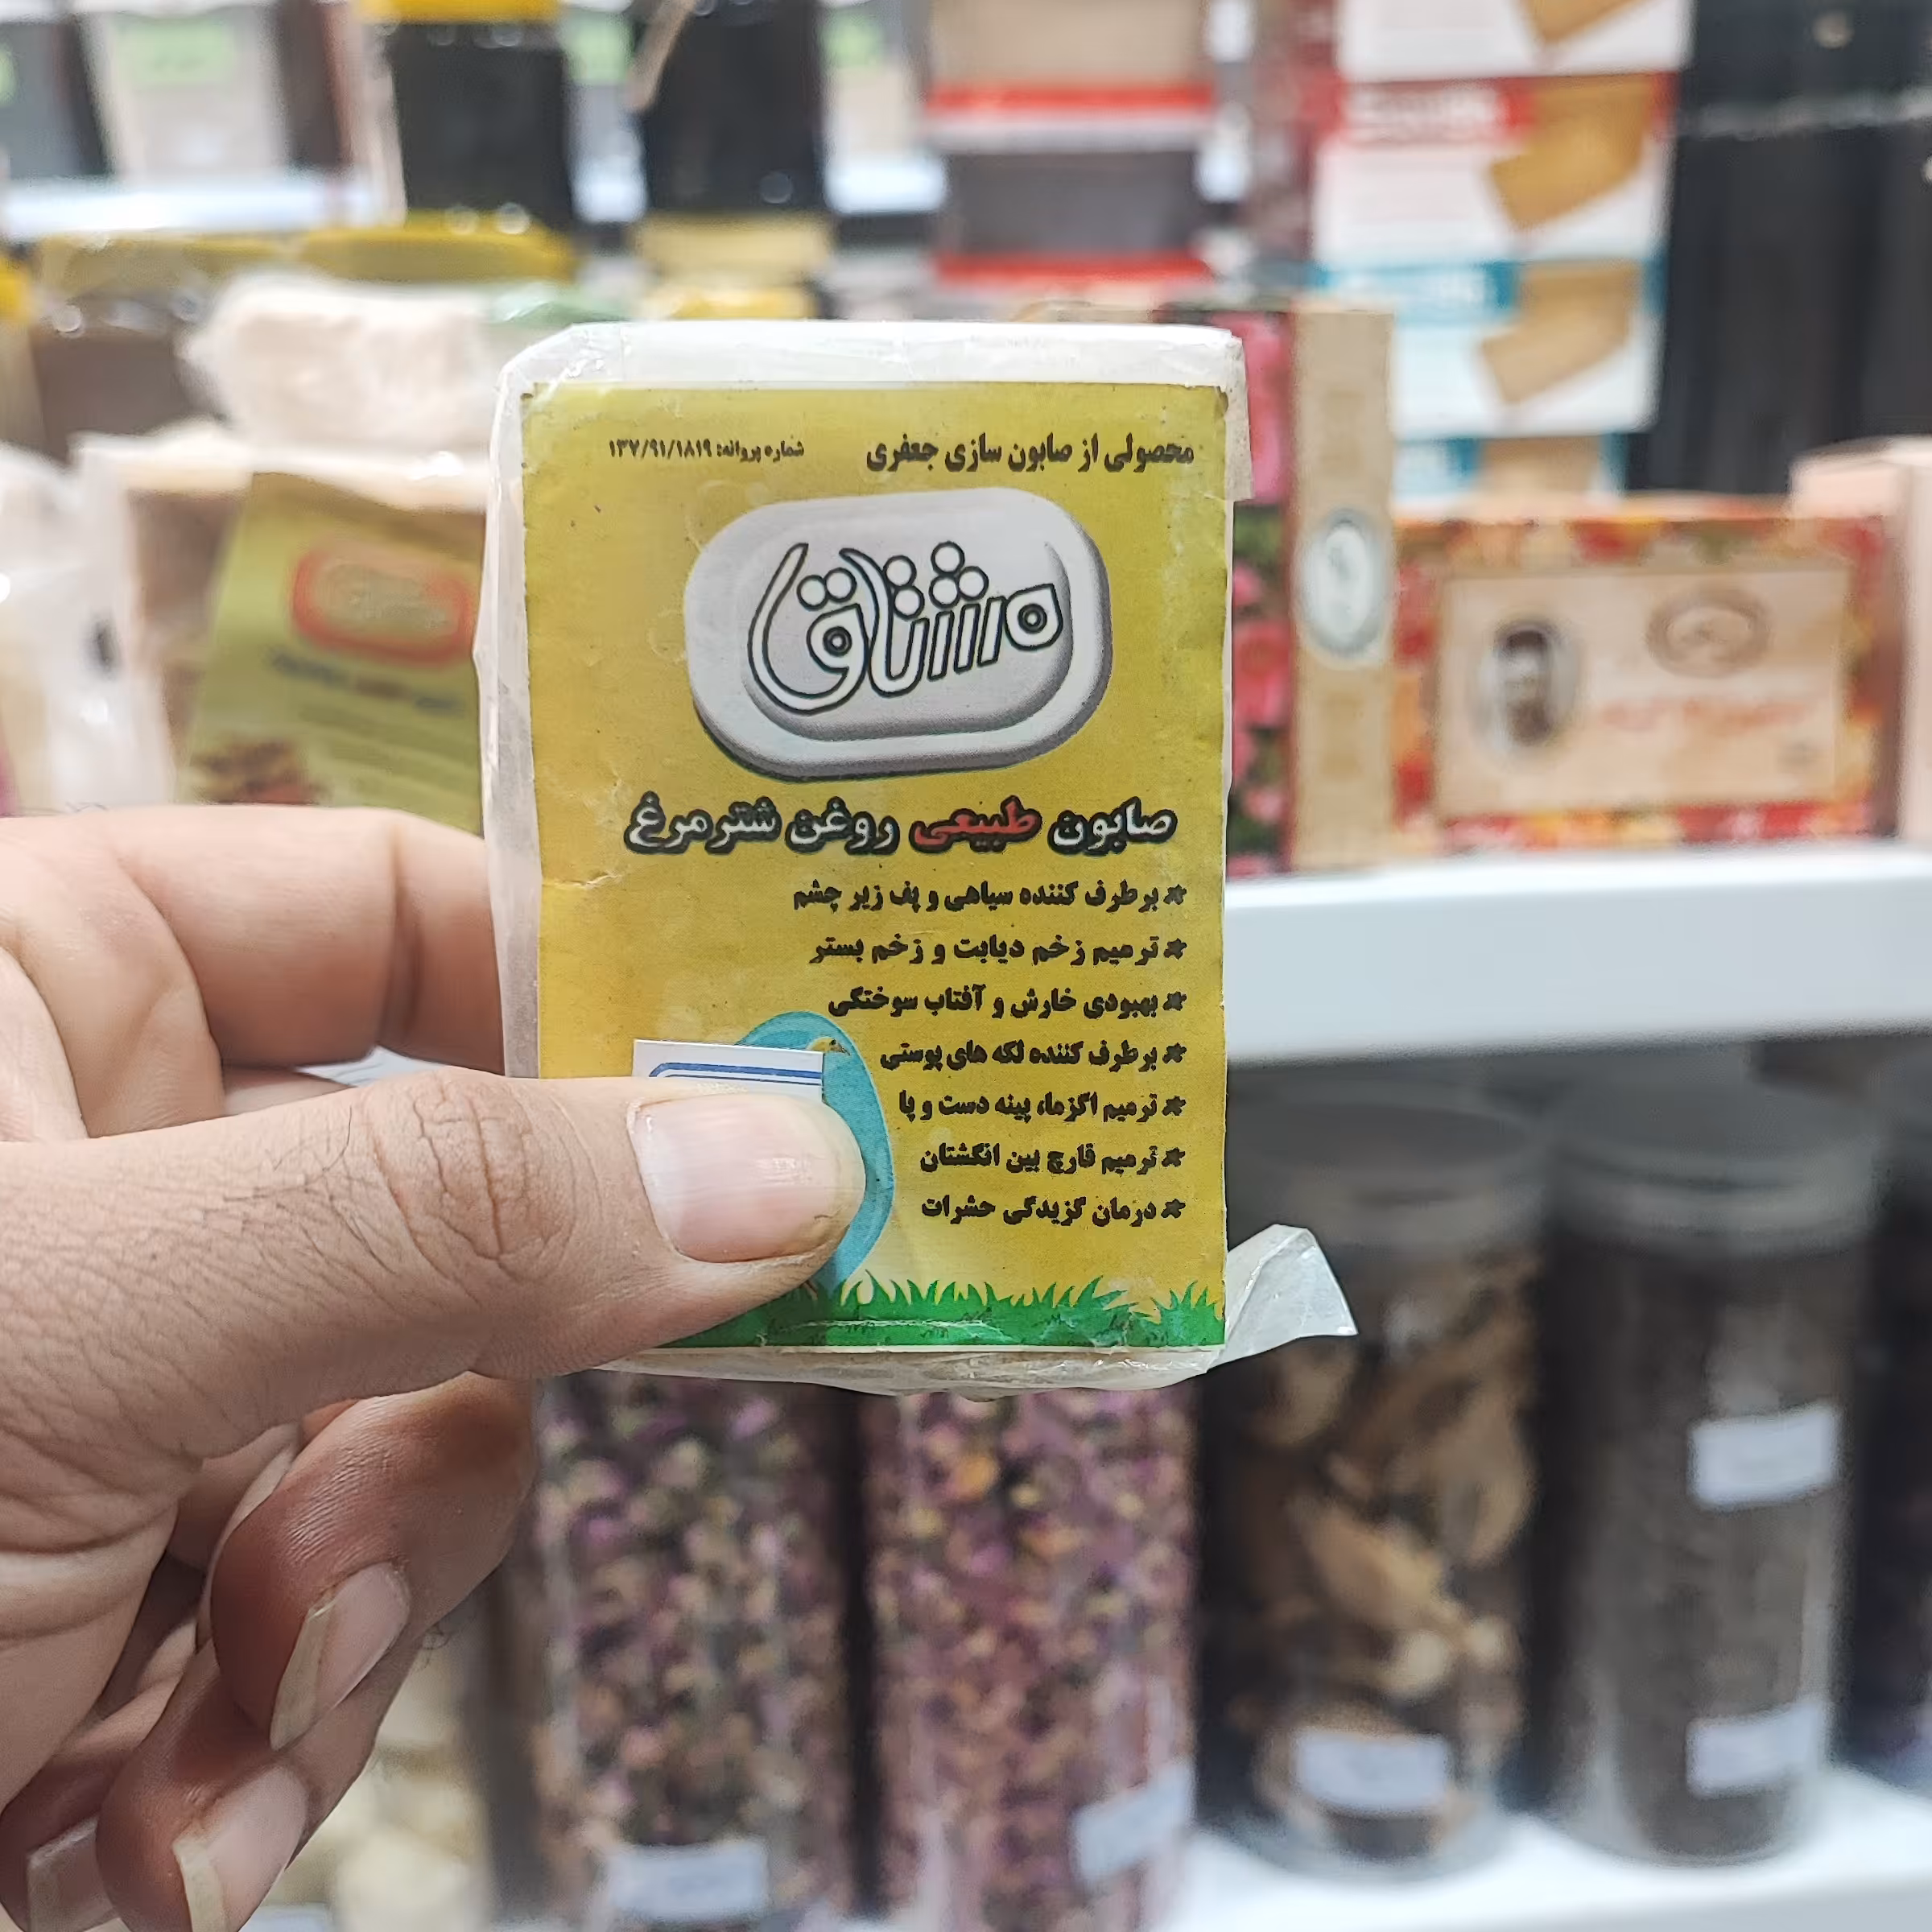 محصولی از صابون سازی جعفری
شماره پروانه: ۱۳۷/۹۱/۱۸۱۹
مشتاق
صابون طبیعی روغن شترمرغ
* برطرف کننده سیاهی و پف زیر چشم
* ترمیم زخم دیابت و زخم بستر
* بهبودی خارش و آفتاب سوختگی
* برطرف کننده لکه های پوستی
* ترمیم اگزما، پینه دست و پا
* ترمیم قارچ بین انگشتان
* درمان گزیدگی حشرات